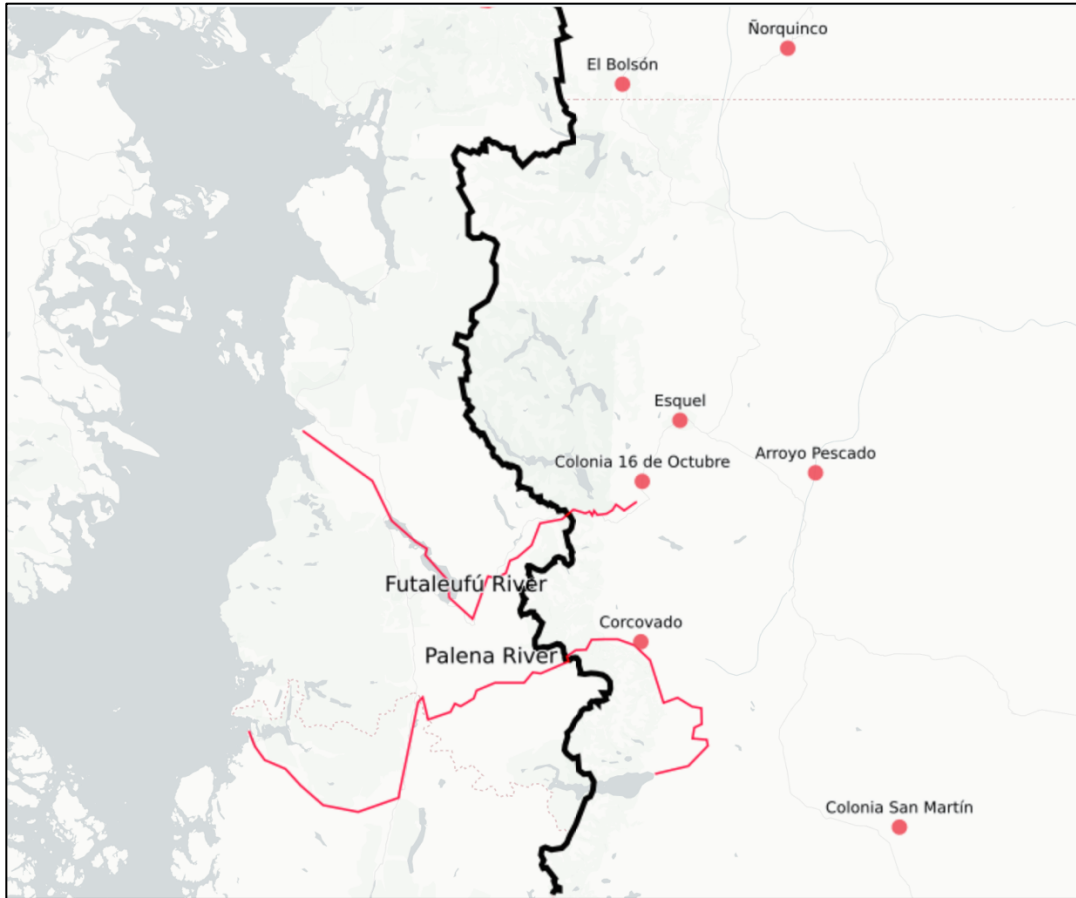 Ñorquinco
El Bolsón
Esquel
Arroyo Pescado
Colonia 16 de Octubre
Futaleufú River
Corcovado
Palena River
Colonia San Martín